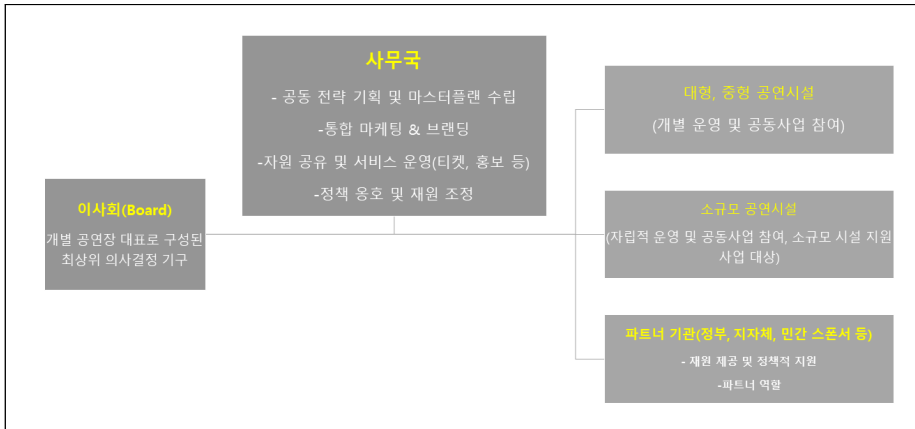 사무국
- 공동 전략 기획 및 마스터플랜 수립
-통합 마케팅 & 브랜딩
-자원 공유 및 서비스 운영(티켓, 홍보 등)
-정책 옹호 및 재원 조정
이사회(Board)
개별 공연장 대표로 구성된
최상위 의사결정 기구
대형, 중형 공연시설
(개별 운영 및 공동사업 참여)
소규모 공연시설
(자립적 운영 및 공동사업 참여, 소규모 시설 지원
사업 대상)
파트너 기관(정부, 지자체, 민간 스폰서 등)
- 재원 제공 및 정책적 지원
-파트너 역할